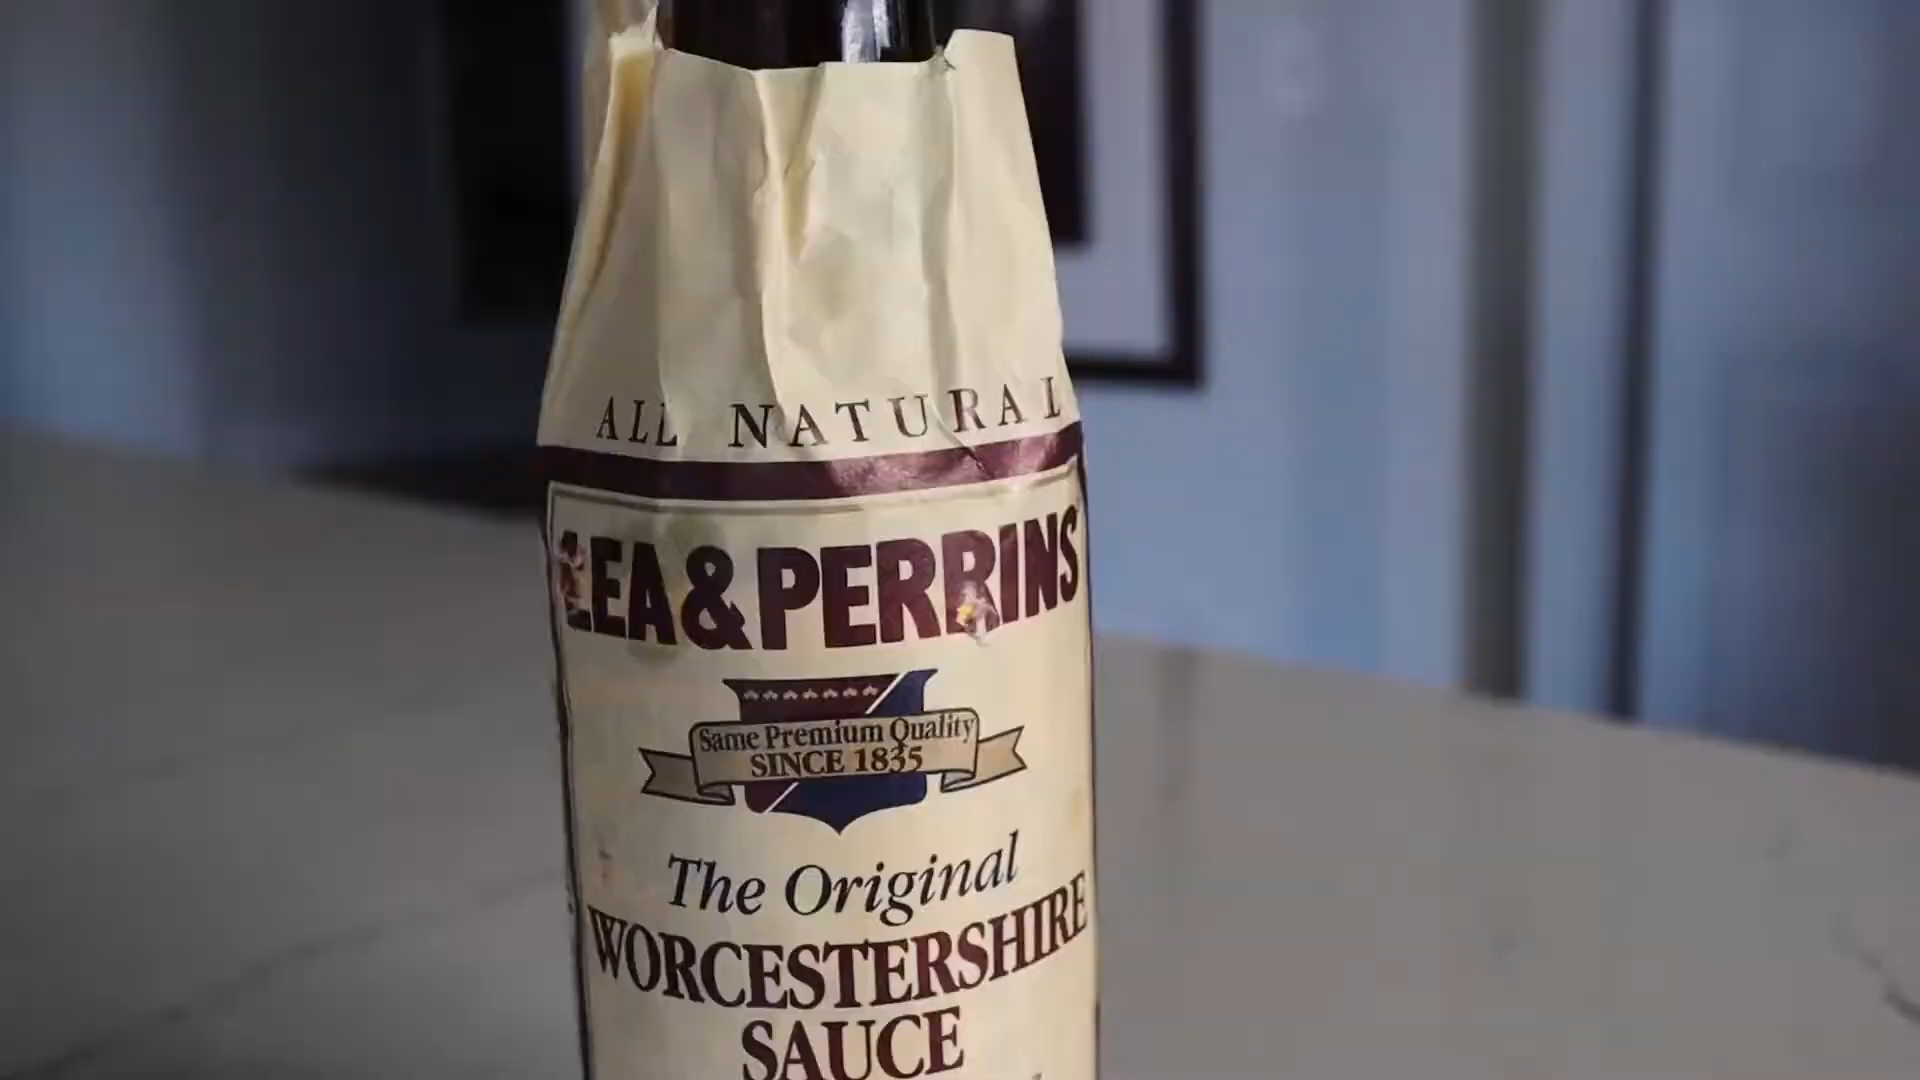 ALL NATURAL
LEA & PERRINS
Same Premium Quality
SINCE 1835
The Original
WORCESTERSHIRE
SAUCE